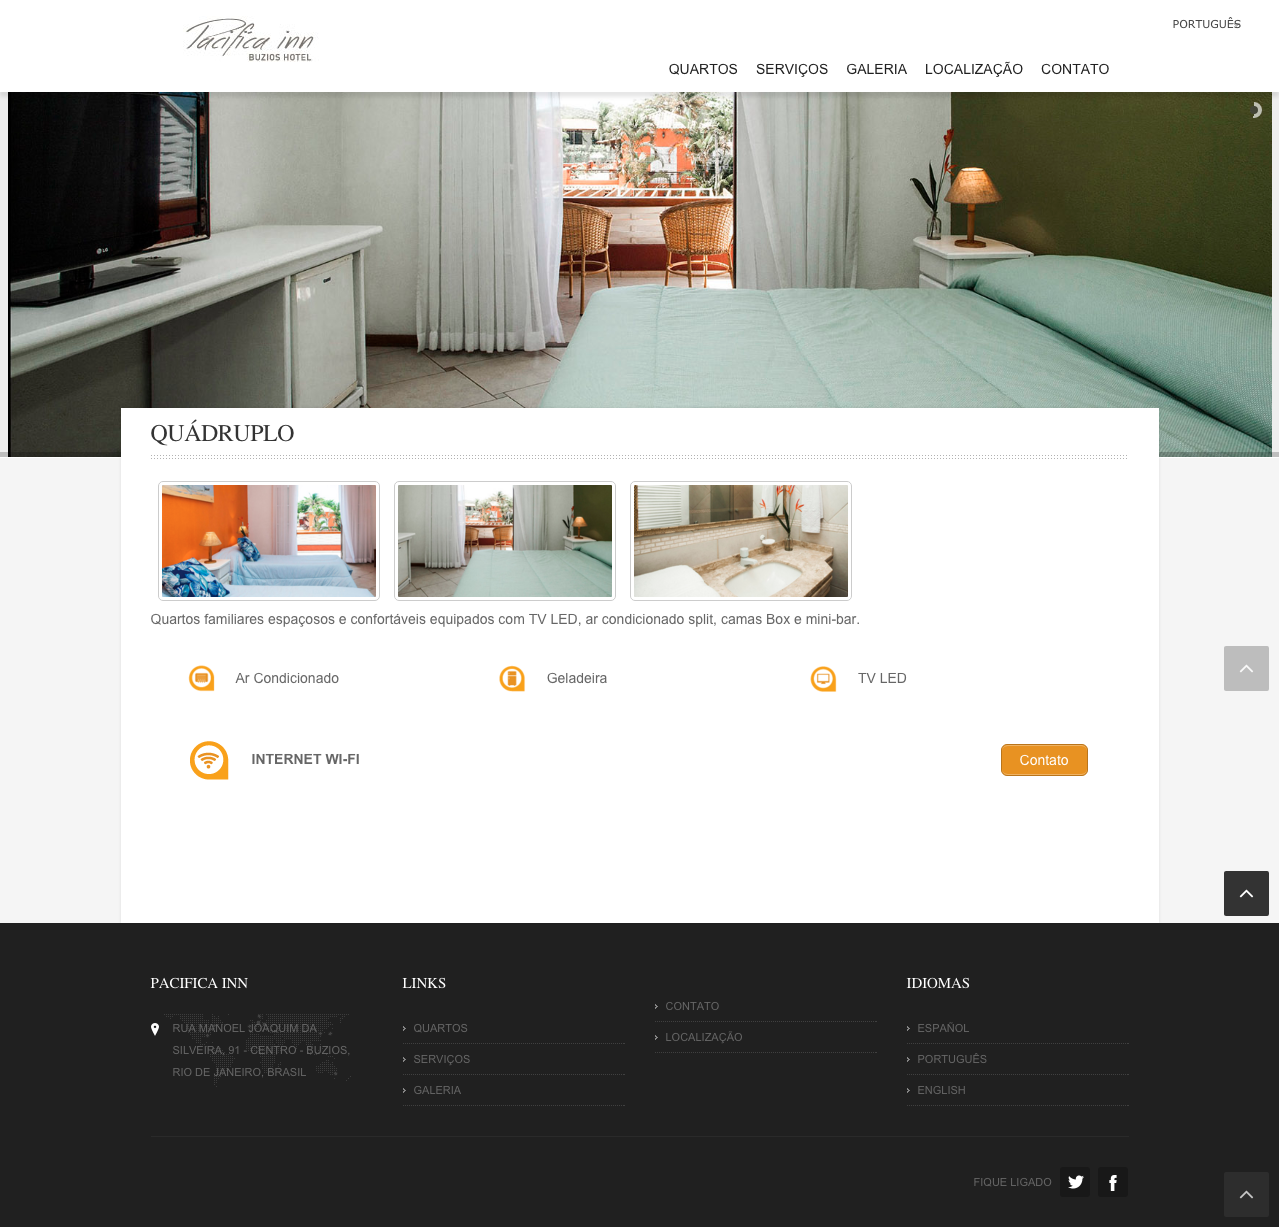 Pacifica inn
BUZIOS HOTEL
PORTUGUÊS
QUARTOS SERVIÇOS GALERIA LOCALIZAÇÃO CONTATO
LG
QUÁDRUPLO
Quartos familiares espaçosos e confortáveis equipados com TV LED, ar condicionado split, camas Box e mini-bar.
Ar Condicionado
Geladeira
TV LED
INTERNET WI-FI
Contato
PACIFICA INN
RUA MANOEL JOAQUIM DA
SILVEIRA, 91 - CENTRO - BUZIOS,
RIO DE JANEIRO, BRASIL
LINKS
QUARTOS
SERVIÇOS
GALERIA
CONTATO
LOCALIZAÇÃO
IDIOMAS
ESPAÑOL
PORTUGUÊS
ENGLISH
FIQUE LIGADO